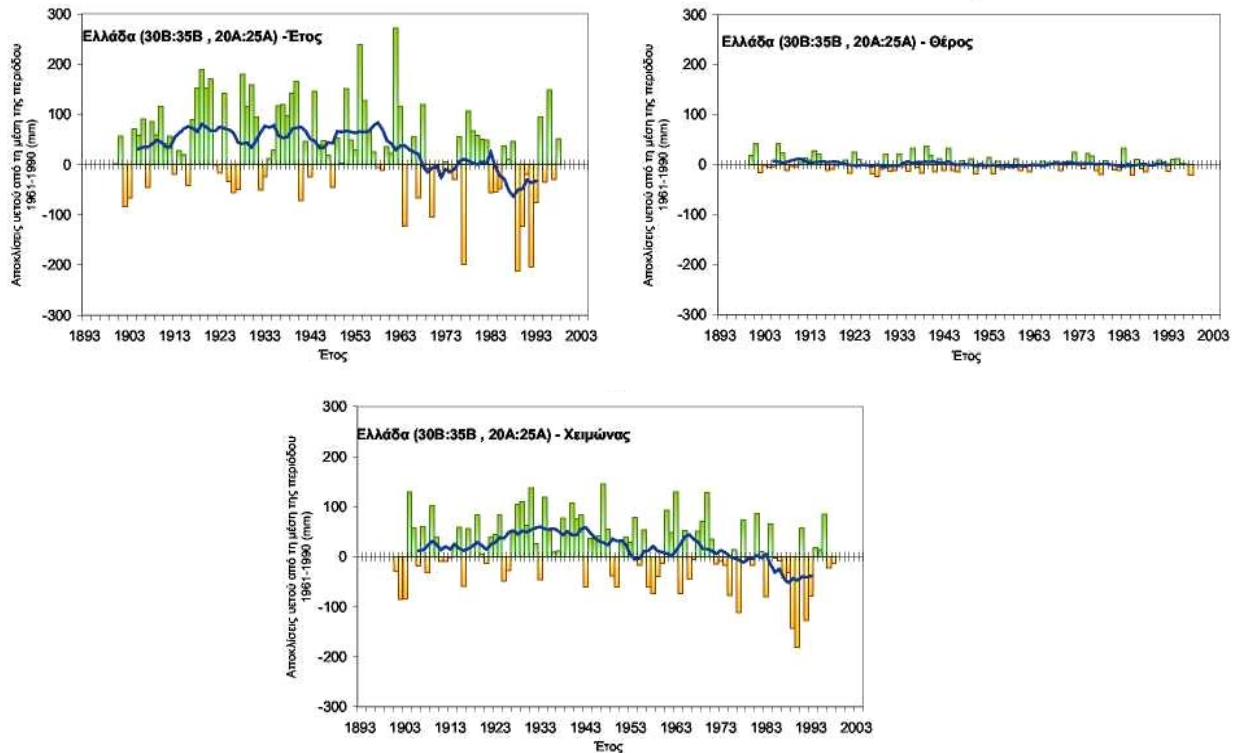 Ελλάδα (30Β:35Β , 20Α:25Α) -Έτος
Αποκλίσεις υετού από τη μέση της περιόδου
1961-1990 (mm)
300
200
100
0
-100
-200
-300
1893 1903 1913 1923 1933 1943 1953 1963 1973 1983 1993 2003
Έτος
Ελλάδα (30Β:35Β , 20Α:25Α) - Θέρος
Αποκλίσεις υετού από τη μέση της περιόδου
1961-1990 (mm)
300
200
100
0
-100
-200
-300
1893 1903 1913 1923 1933 1943 1953 1963 1973 1983 1993 2003
Έτος
Ελλάδα (30Β:35Β , 20Α:25Α) - Χειμώνας
Αποκλίσεις υετού από τη μέση της περιόδου
1961-1990 (mm)
300
200
100
0
-100
-200
-300
1893 1903 1913 1923 1933 1943 1953 1963 1973 1983 1993 2003
Έτος